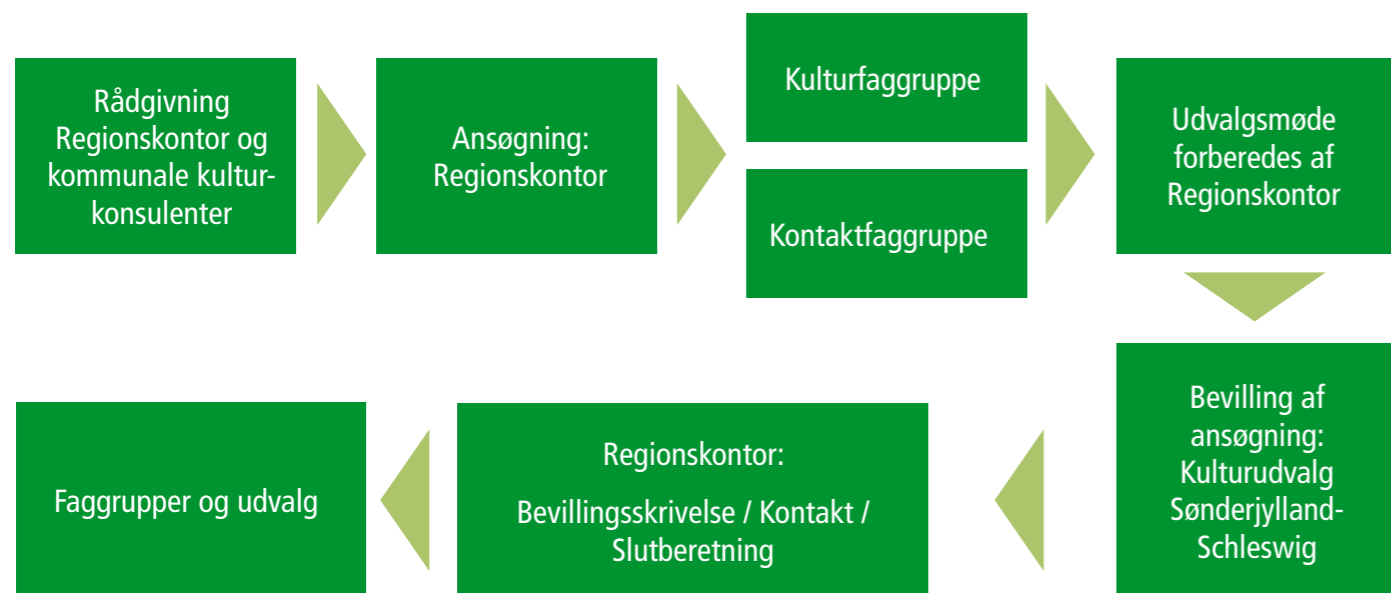 Rådgivning
Regionskontor og
kommunale kultur-
konsulenter
Ansøgning:
Regionskontor
Kulturfaggruppe
Kontaktfaggruppe
Udvalgsmøde
forberedes af
Regionskontor
Bevilling af
ansøgning:
Kulturudvalg
Sønderjylland-
Schleswig
Regionskontor:
Bevillingsskrivelse / Kontakt /
Slutberetning
Faggrupper og udvalg